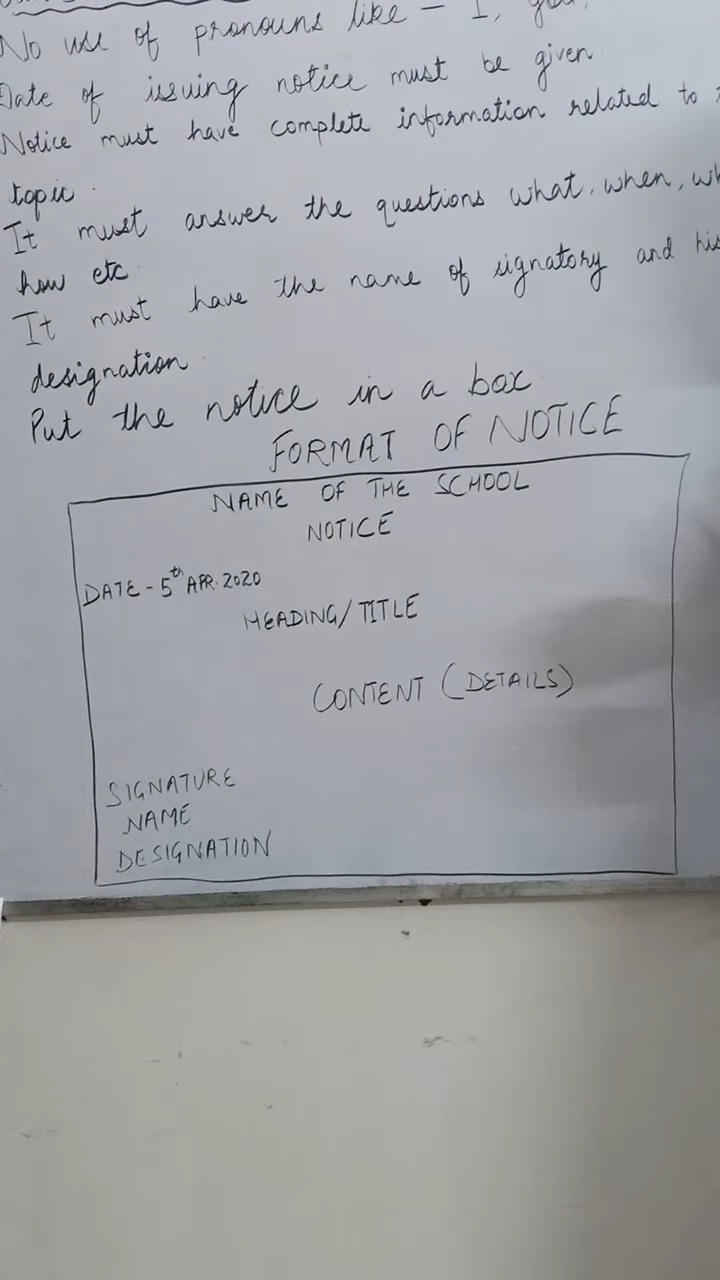 No use of pronouns like - I, you,
Date of issuing notice must be given.
Notice must have complete information related to
topic.
It must answer the questions what, when,
how etc
It must have the name of signatory and his
designation.
Put the notice in a box.
FORMAT OF NOTICE
NAME OF THE SCHOOL
NOTICE
DATE - 5th APR. 2020
HEADING/TITLE
CONTENT (DETAILS)
SIGNATURE
NAME
DESIGNATION